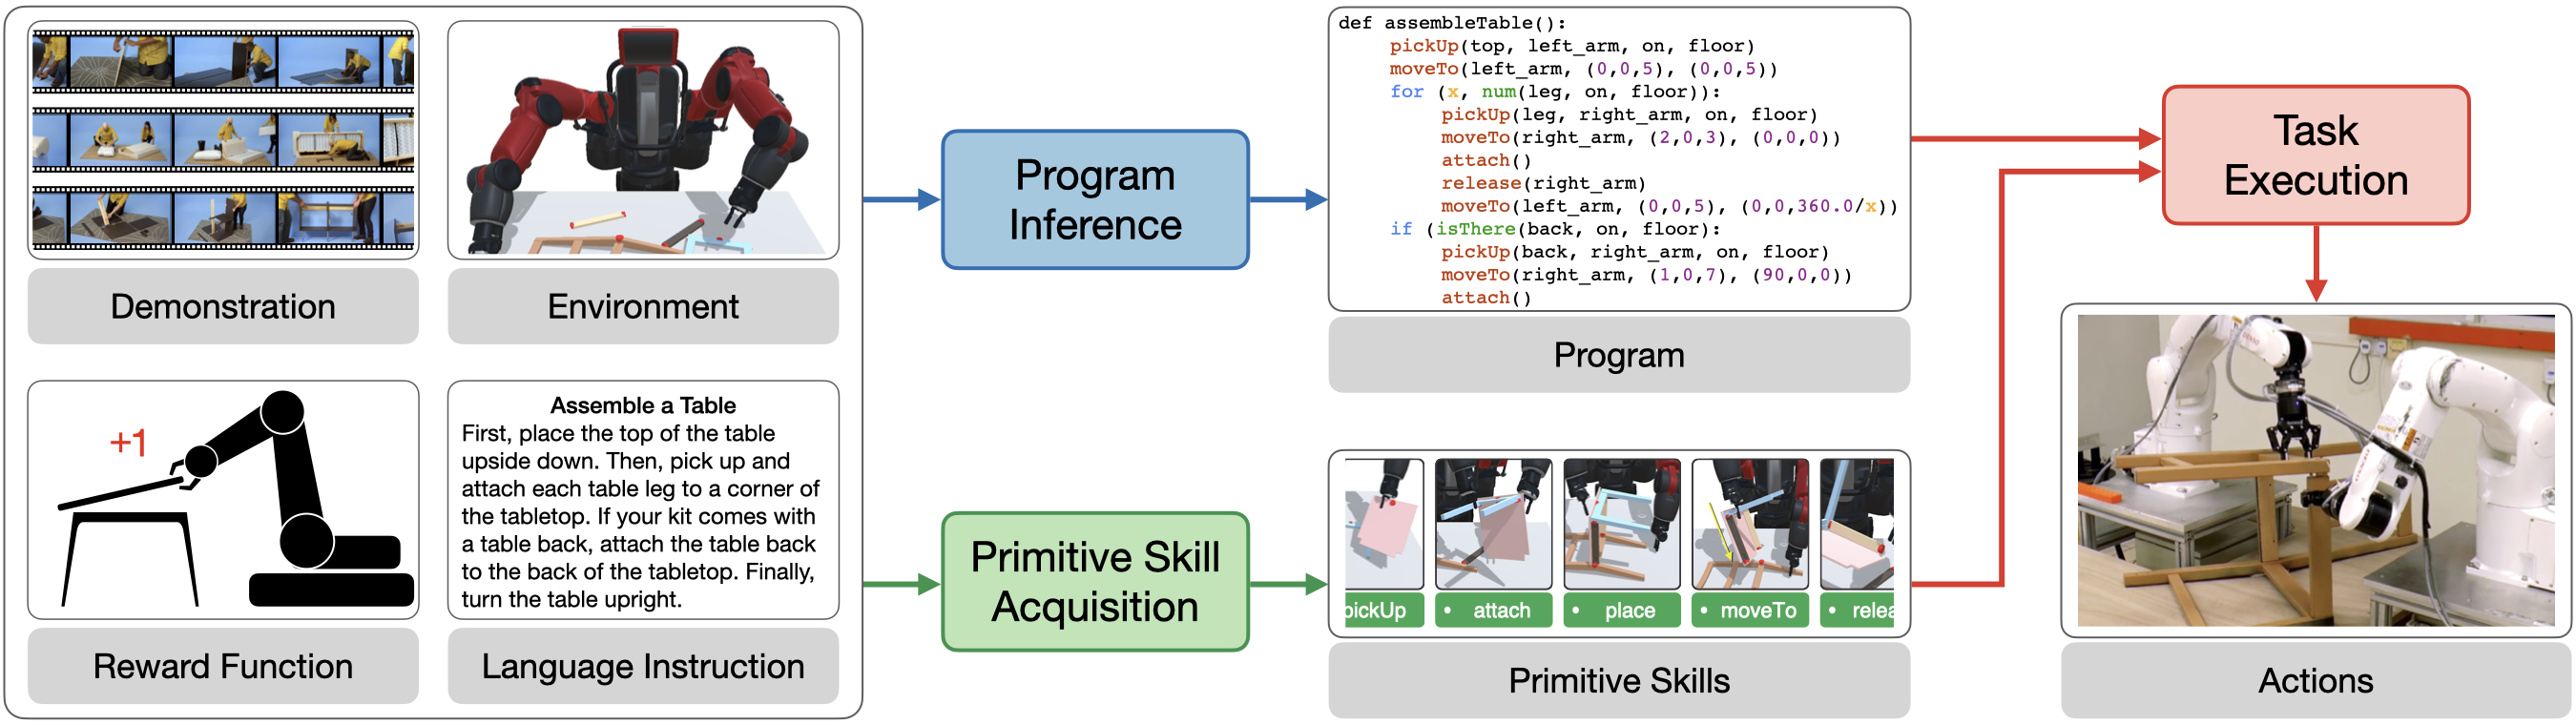 Demonstration
Environment
+1
Reward Function
Assemble a Table
First, place the top of the table
upside down. Then, pick up and
attach each table leg to a corner of
the tabletop. If your kit comes with
a table back, attach the table back
to the back of the tabletop. Finally,
turn the table upright.
Language Instruction
Program
Inference
Primitive Skill
Acquisition
def assembleTable():
pickUp(top, left_arm, on, floor)
moveTo(left_arm, (0,0,5), (0,0,5))
for (x, num(leg, on, floor)):
pickUp(leg, right_arm, on, floor)
moveTo(right_arm, (2,0,3), (0,0,0))
attach()
release(right_arm)
moveTo(left_arm, (0,0,5), (0,0,360.0/x))
if (isThere(back, on, floor):
pickUp(back, right_arm, on, floor)
moveTo(right_arm, (1,0,7), (90,0,0))
attach()
Program
pickUp
• attach
• place
• moveTo
• relea
Primitive Skills
Task
Execution
Actions